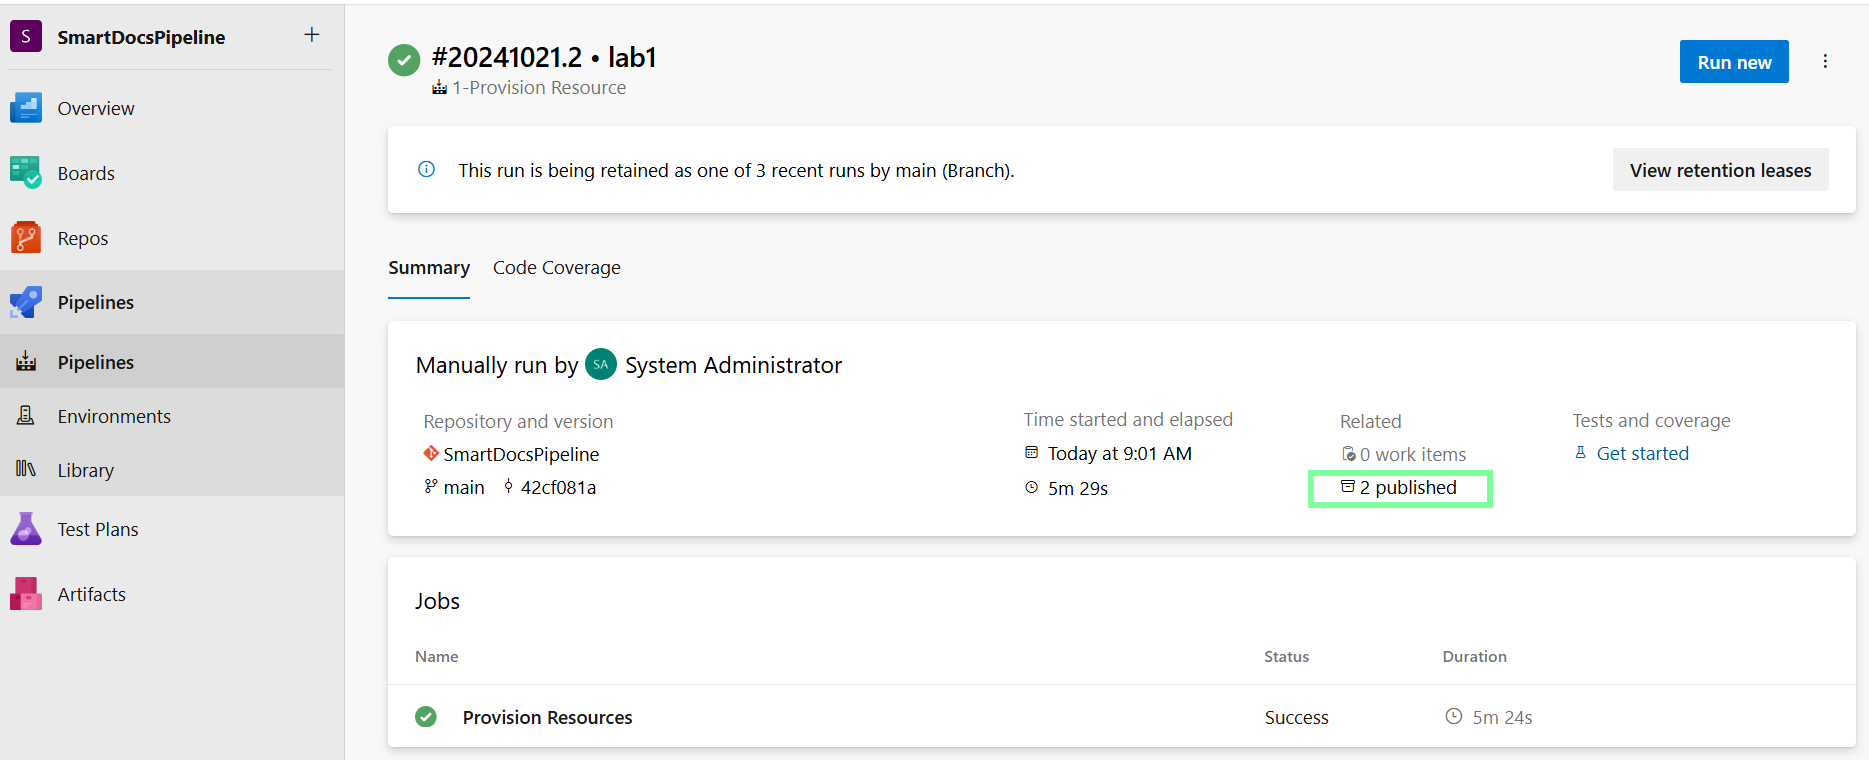 S SmartDocsPipeline +
Overview
Boards
Repos
Pipelines
Pipelines
Environments
Library
Test Plans
Artifacts
#20241021.2 • lab1
1-Provision Resource
Run new
This run is being retained as one of 3 recent runs by main (Branch).
View retention leases
Summary Code Coverage
Manually run by SA System Administrator
Repository and version
SmartDocsPipeline
main 42cf081a
Time started and elapsed
Today at 9:01 AM
5m 29s
Related
0 work items
2 published
Tests and coverage
Get started
Jobs
Name Status Duration
Provision Resources Success 5m 24s